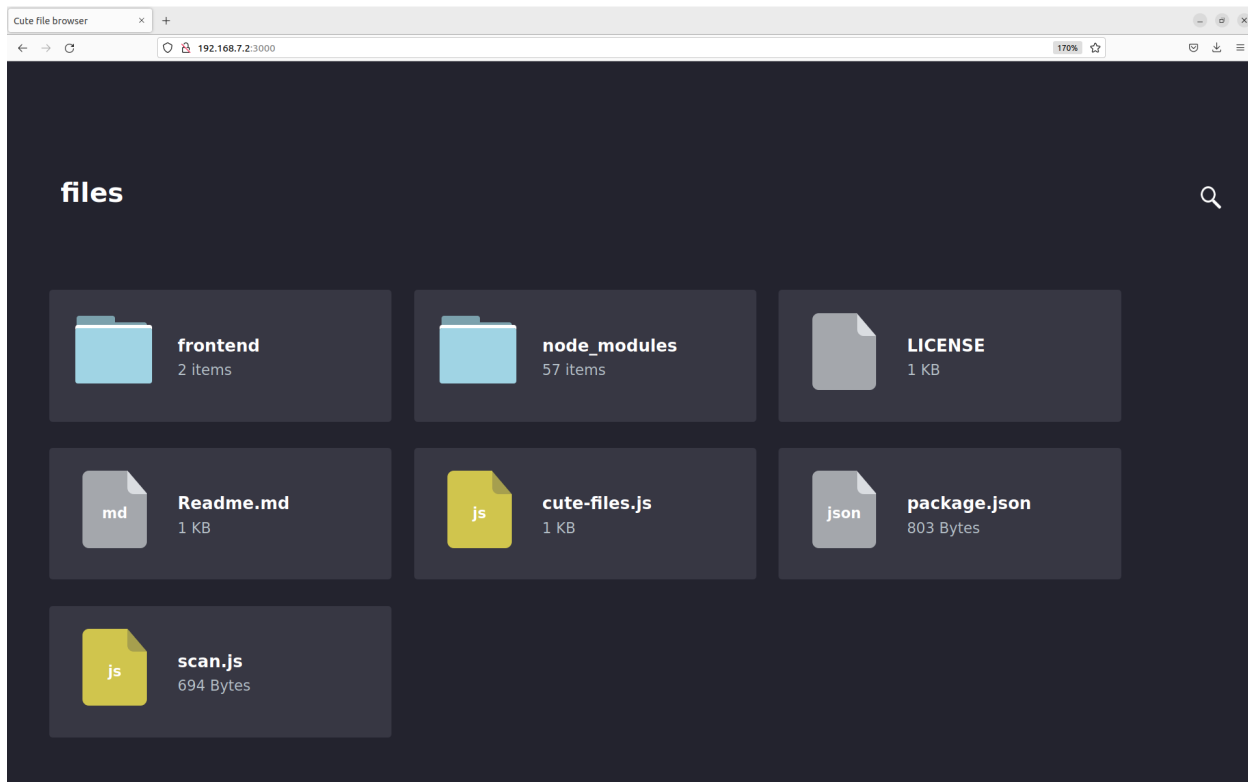 Cute file browser
192.168.7.2:3000
170%
files
frontend
2 items
node_modules
57 items
LICENSE
1 KB
md
Readme.md
1 KB
js
cute-files.js
1 KB
json
package.json
803 Bytes
js
scan.js
694 Bytes